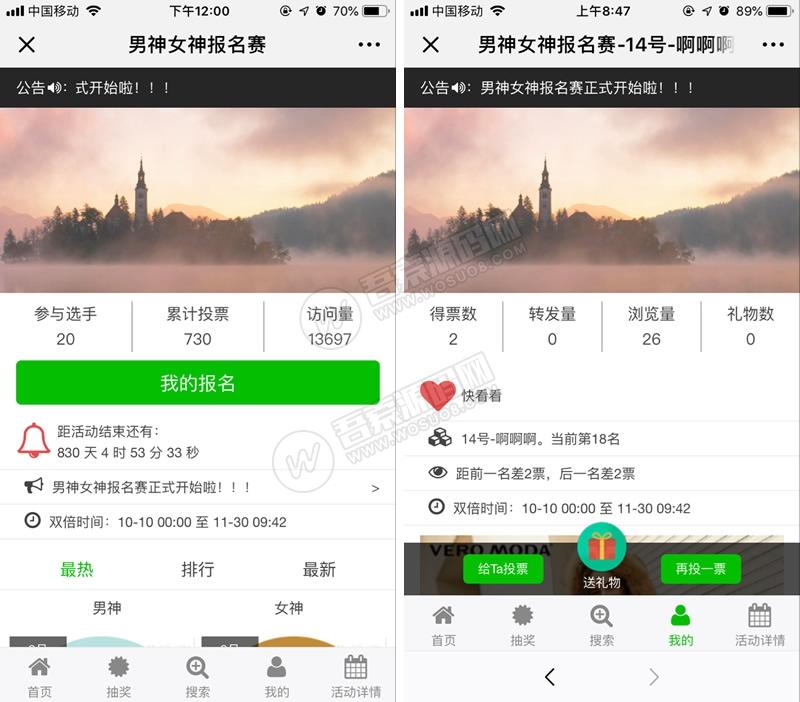 中国移动
下午12:00
70%
男神女神报名赛
公告：式开始啦！！！
参与选手
累计投票
访问量
20
730
13697
我的报名
距活动结束还有：
830 天 4 时 53 分 33 秒
男神女神报名赛正式开始啦！！！
>
双倍时间：10-10 00:00 至 11-30 09:42
最热
排行
最新
男神
女神
首页
抽奖
搜索
我的
活动详情
中国移动
上午8:47
89%
男神女神报名赛-14号-啊啊啊
公告：男神女神报名赛正式开始啦！！！
得票数
转发量
浏览量
礼物数
2
0
26
0
快看看
14号-啊啊啊。当前第18名
距前一名差2票，后一名差2票
双倍时间：10-10 00:00 至 11-30 09:42
VERO MODA
给Ta投票
送礼物
再投一票
首页
抽奖
搜索
我的
活动详情
吾索源码网
www.wosuo8.com
吾索源码网
www.wosuo8.com